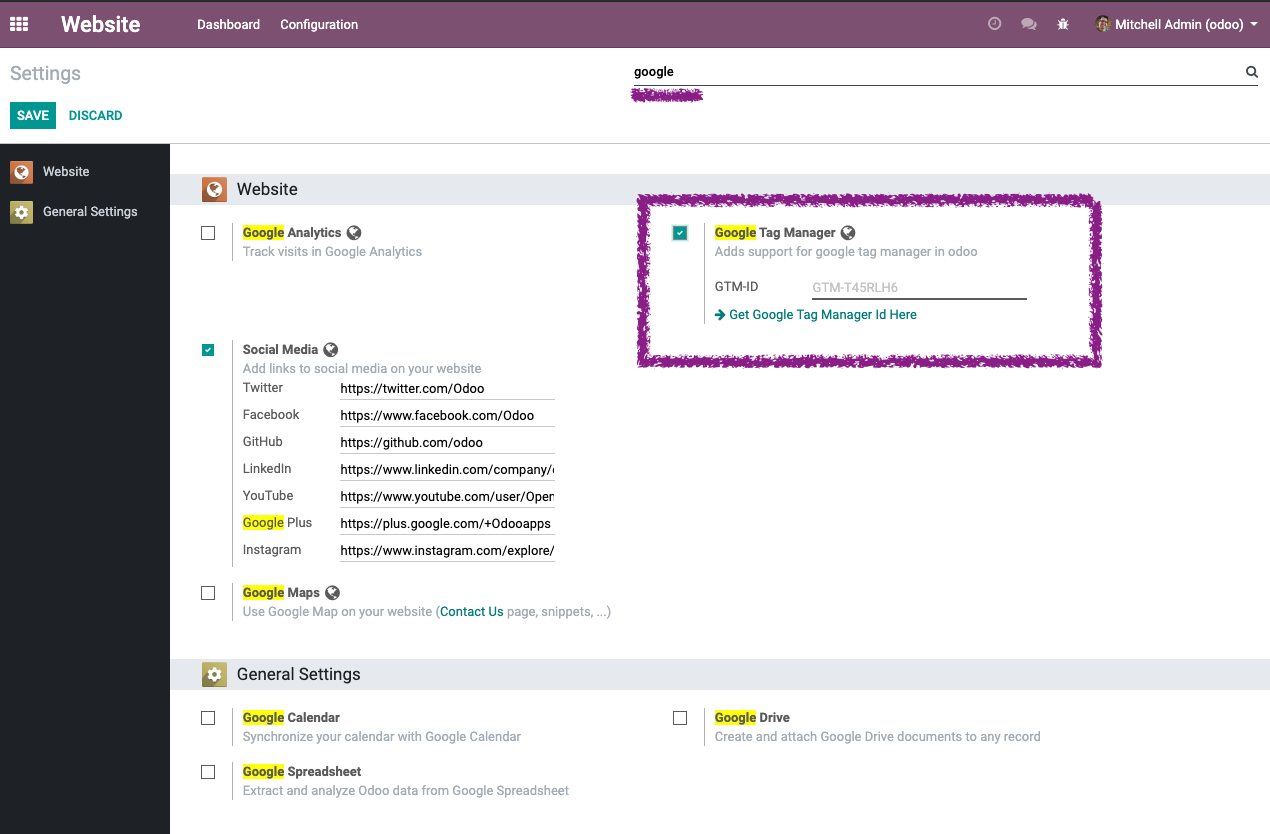 Website Dashboard Configuration Mitchell Admin (odoo)
Settings
google
SAVE DISCARD
Website
General Settings
Website
Google Analytics
Track visits in Google Analytics
Google Tag Manager
Adds support for google tag manager in odoo
GTM-ID GTM-T45RLH6
Get Google Tag Manager Id Here
Social Media
Add links to social media on your website
Twitter https://twitter.com/Odoo
Facebook https://www.facebook.com/Odoo
GitHub https://github.com/odoo
LinkedIn https://www.linkedin.com/company/
YouTube https://www.youtube.com/user/Open
Google Plus https://plus.google.com/+Odooapps
Instagram https://www.instagram.com/explore/
Google Maps
Use Google Map on your website (Contact Us page, snippets, ...)
General Settings
Google Calendar
Synchronize your calendar with Google Calendar
Google Drive
Create and attach Google Drive documents to any record
Google Spreadsheet
Extract and analyze Odoo data from Google Spreadsheet